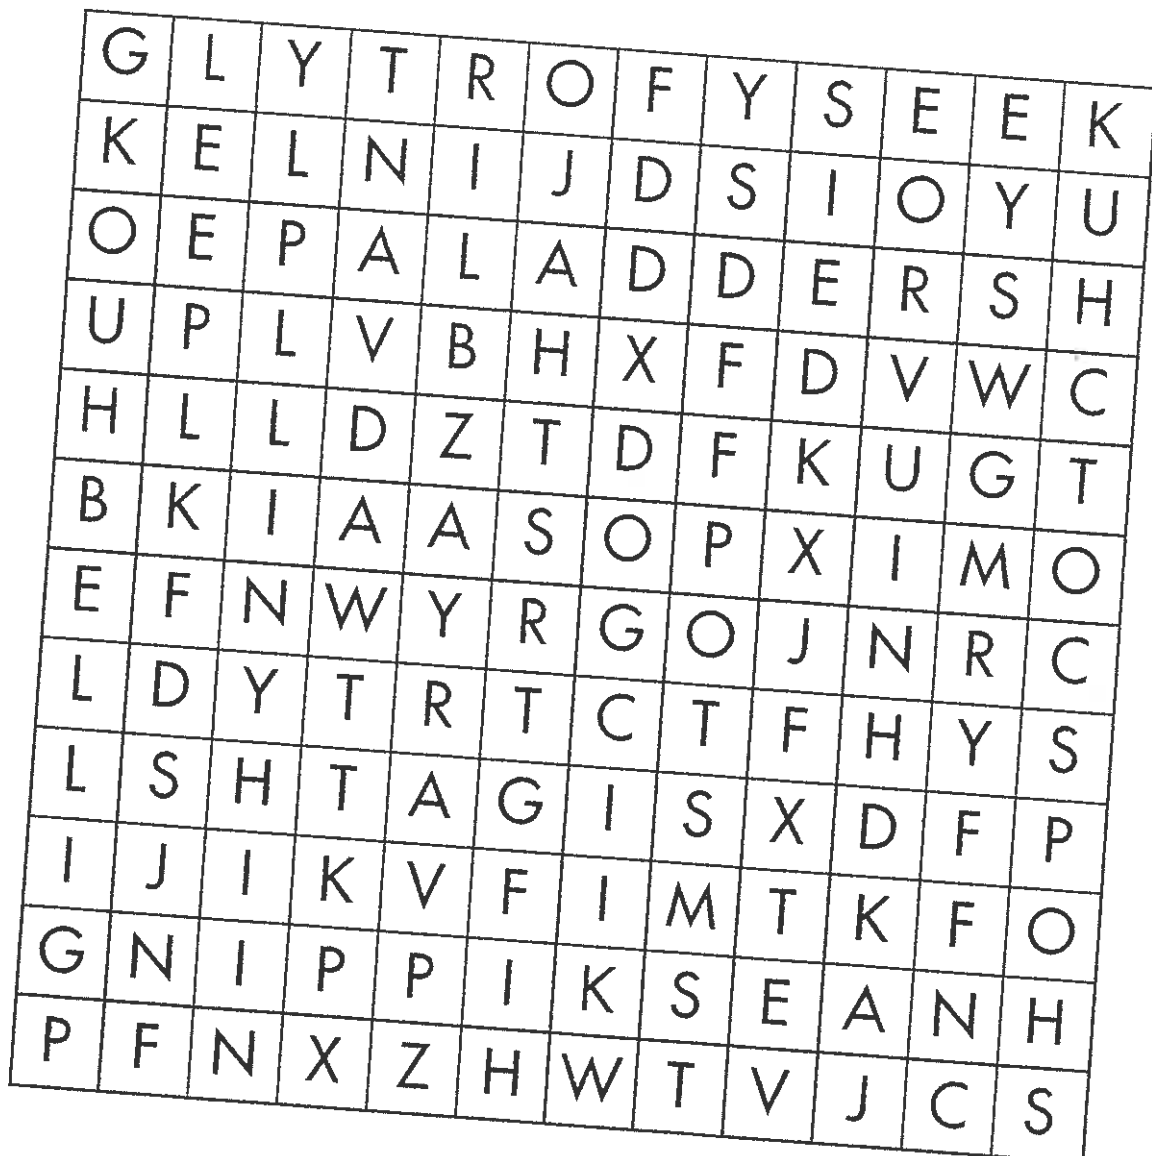 G L Y T R O F Y S E E K
K E L N I J D S I O Y U
O E P A L A D D E R S H
U P L V B H X F D V W C
H L L D Z T D F K U G T
B K I A A S O P X I M O
E F N W Y R G O J N R C
L D Y T R T C T F H Y S
L S H T A G I S X D F P
I J I K V F I M T K F O
G N I P P I K S E A N H
P F N X Z H W T V J C S